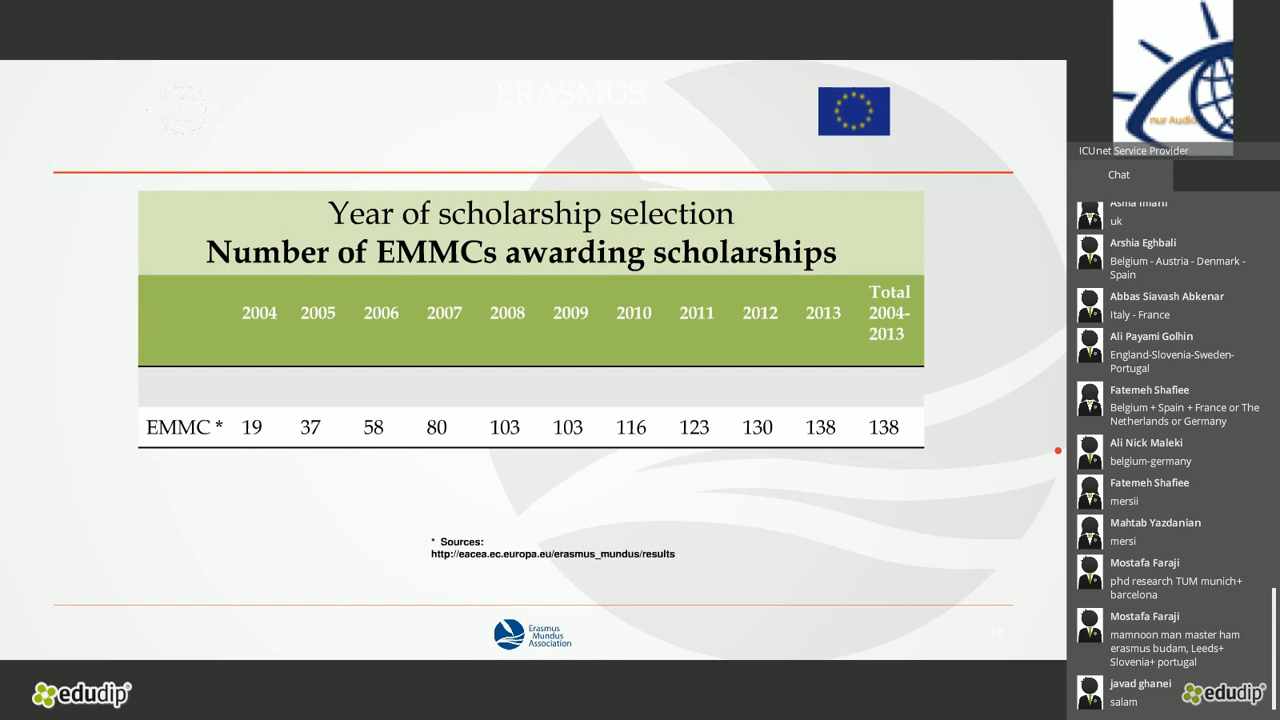 ERASMUS
Year of scholarship selection
Number of EMMCs awarding scholarships
2004 2005 2006 2007 2008 2009 2010 2011 2012 2013 Total 2004-2013
EMMC * 19 37 58 80 103 103 116 123 130 138 138
* Sources:
http://eacea.ec.europa.eu/erasmus_mundus/results
Erasmus
Mundus
Association
18
edudip
nur Audio
ICUnet Service Provider
Chat
Asma Imani
uk
Arshia Eghbali
Belgium - Austria - Denmark -
Spain
Abbas Siavash Abkenar
Italy - France
Ali Payami Golhin
England-Slovenia-Sweden-
Portugal
Fatemeh Shafiee
Belgium + Spain + France or The
Netherlands or Germany
Ali Nick Maleki
belgium-germany
Fatemeh Shafiee
mersii
Mahtab Yazdanian
mersi
Mostafa Faraji
phd research TUM munich+
barcelona
Mostafa Faraji
mamnoon man master ham
erasmus budam, Leeds+
Slovenia+ portugal
javad ghanei
salam
edudip